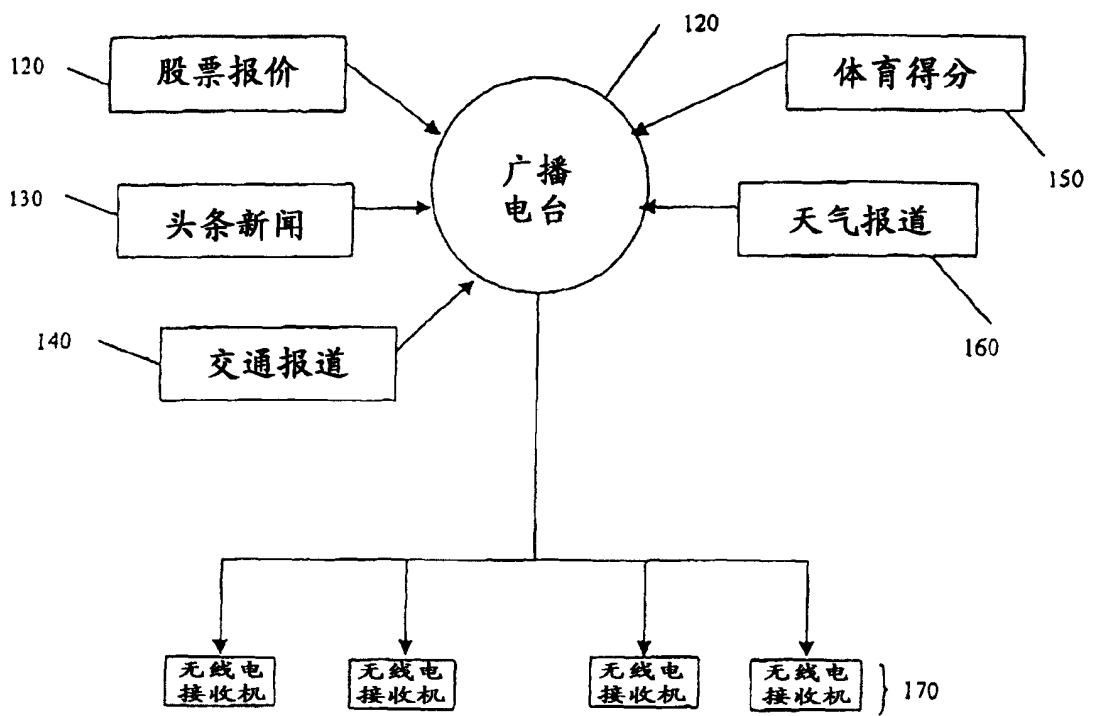 120
120
股票报价
体育得分
广播
电台
150
130
头条新闻
天气报道
140
交通报道
160
无线电
接收机
无线电
接收机
无线电
接收机
无线电
接收机
170